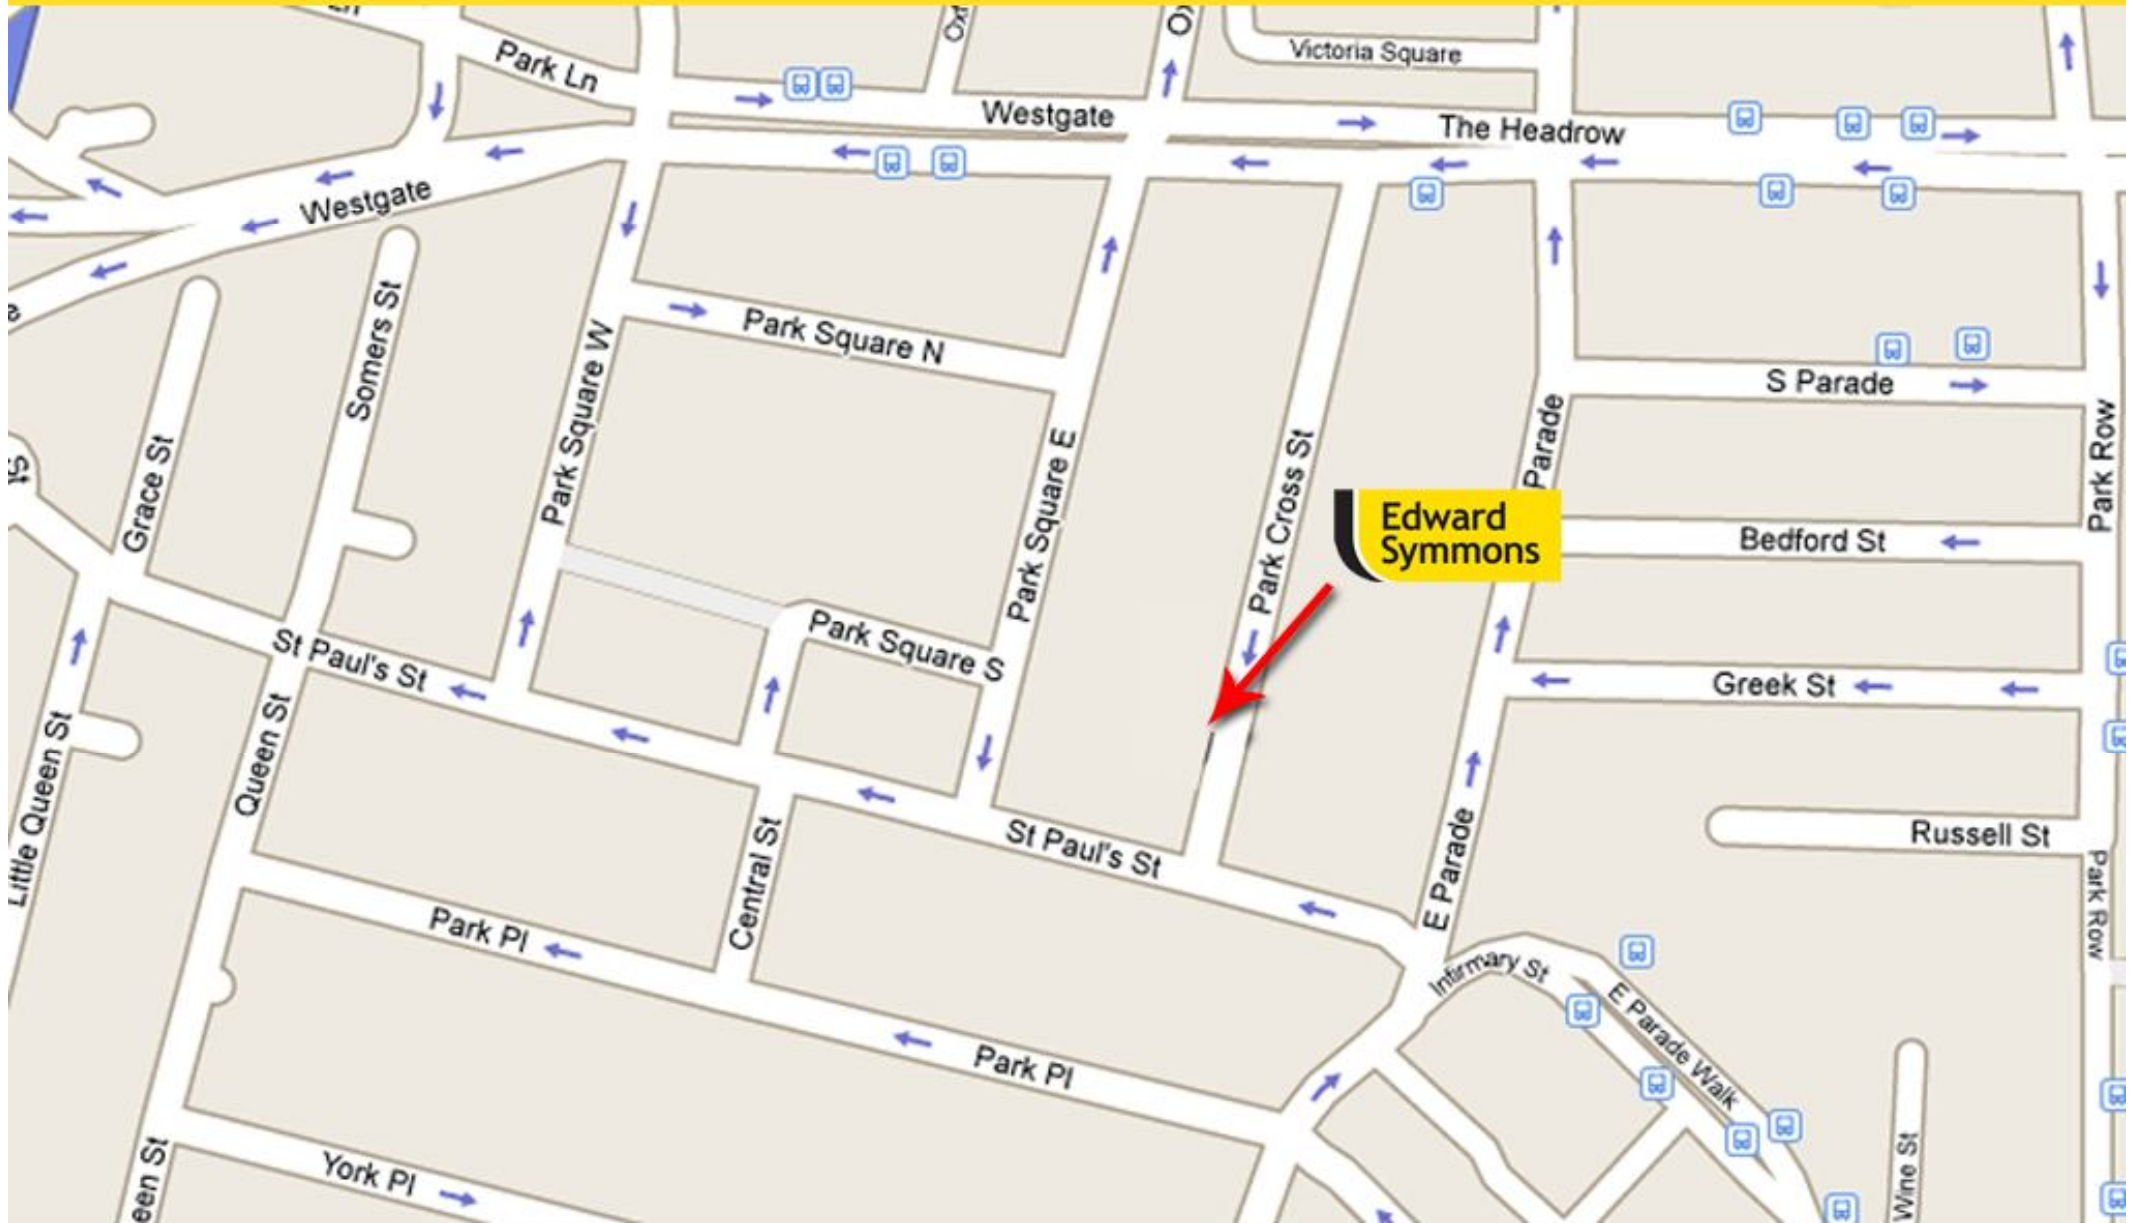 Park Ln
Victoria Square
Westgate
The Headrow
Westgate
Somers St
Park Square N
Park Square W
Grace St
St
S Parade
Parade
Park Row
Park Square E
Park Cross St
Edward
Symmons
Bedford St
Park Square S
St Paul's St
Greek St
Queen St
Little Queen St
Russell St
St Paul's St
Central St
E Parade
Park Row
Park Pl
Infirmary St
E Parade Walk
Park Pl
York Pl
een St
Wine St